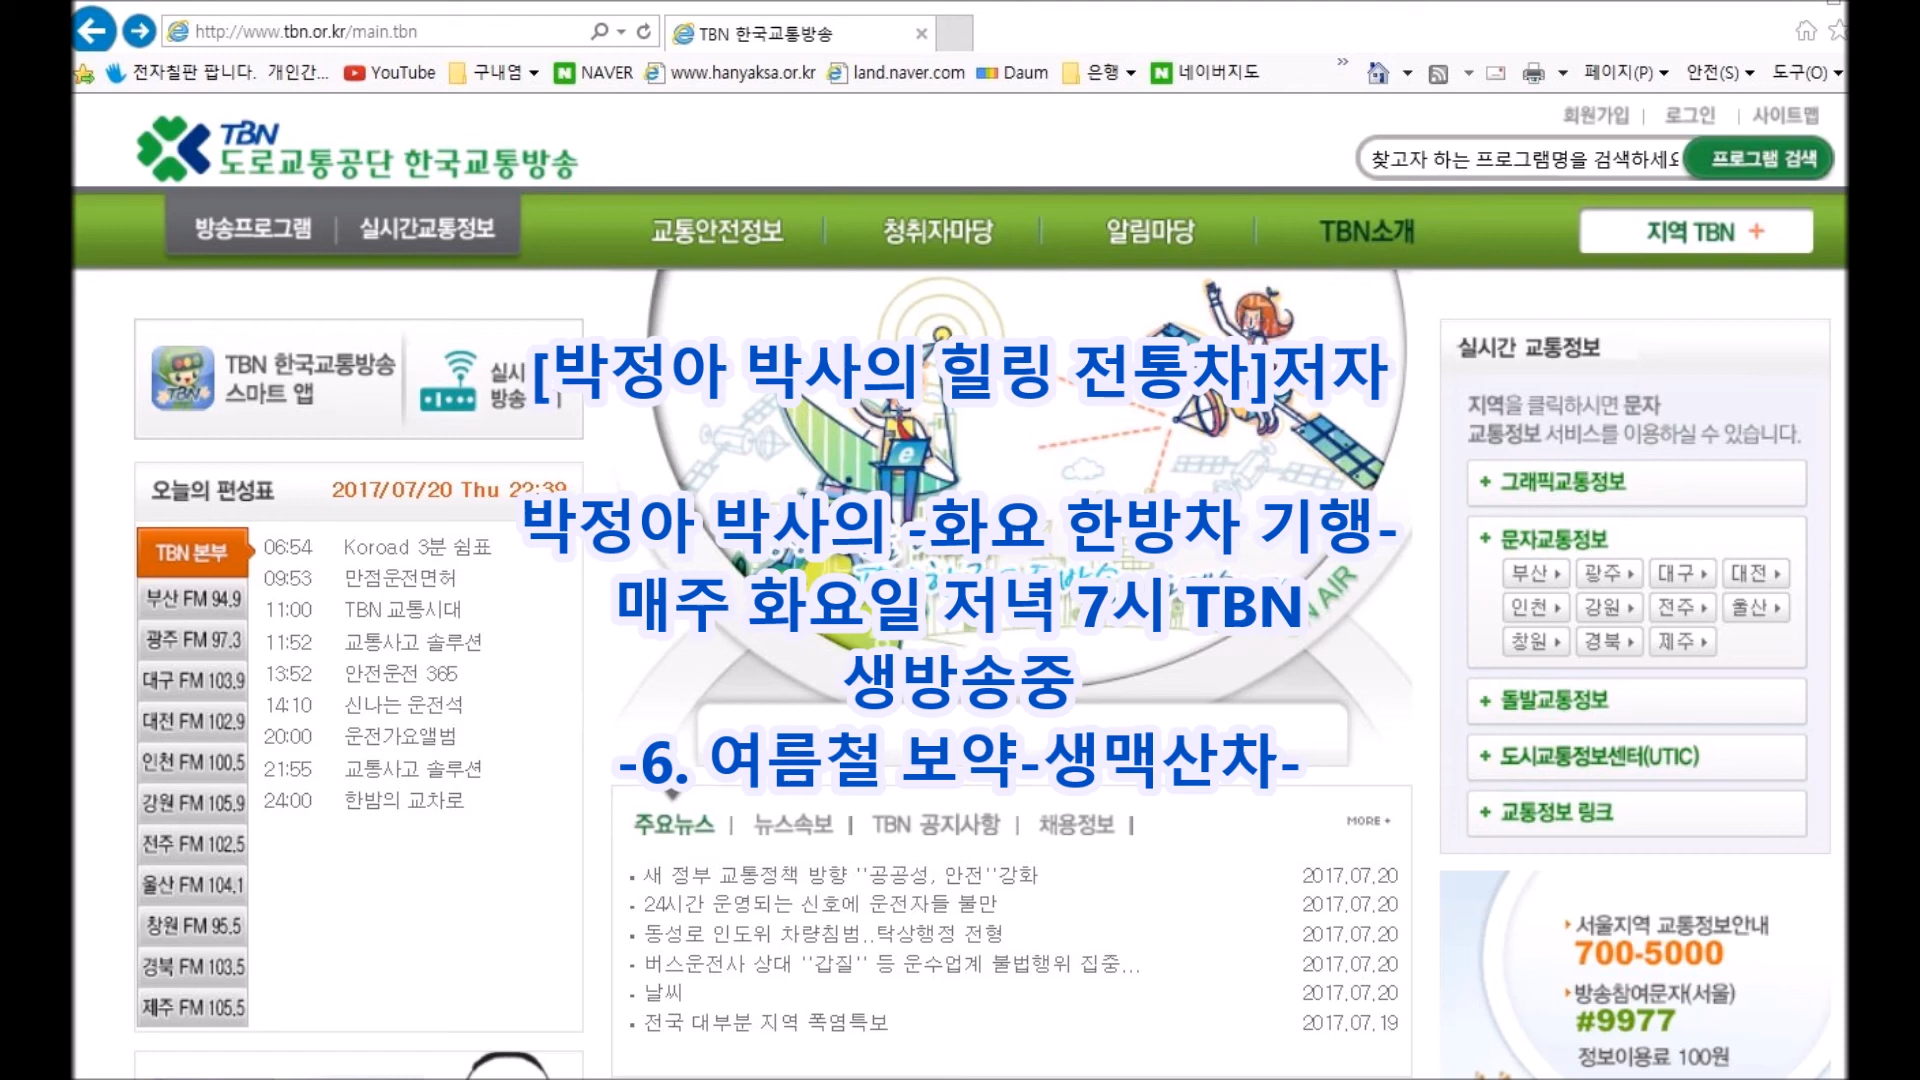 http://www.tbn.or.kr/main.tbn
TBN 한국교통방송
전자칠판 팝니다. 개인간...
YouTube
구내염
NAVER
www.hanyaksa.or.kr
land.naver.com
Daum
은행
네이버지도
페이지(P)
안전(S)
도구(O)
회원가입 | 로그인 | 사이트맵
TBN
도로교통공단 한국교통방송
찾고자 하는 프로그램명을 검색하세요
프로그램 검색
방송프로그램 | 실시간교통정보
교통안전정보
청취자마당
알림마당
TBN소개
지역 TBN +
TBN 한국교통방송
스마트 앱
실시
방송
[박정아 박사의 힐링 전통차]저자
박정아 박사의 -화요 한방차 기행-
매주 화요일 저녁 7시 TBN
생방송중
-6. 여름철 보약-생맥산차-
오늘의 편성표
2017/07/20 Thu 22:39
TBN 본부
부산 FM 94.9
광주 FM 97.3
대구 FM 103.9
대전 FM 102.9
인천 FM 100.5
강원 FM 105.9
전주 FM 102.5
울산 FM 104.1
창원 FM 95.5
경북 FM 103.5
제주 FM 105.5
06:54 Koroad 3분 쉼표
09:53 만점운전면허
11:00 TBN 교통시대
11:52 교통사고 솔루션
13:52 안전운전 365
14:10 신나는 운전석
20:00 운전가요앨범
21:55 교통사고 솔루션
24:00 한밤의 교차로
AIR
주요뉴스 | 뉴스속보 | TBN 공지사항 | 채용정보 |
MORE +
새 정부 교통정책 방향 ''공공성, 안전''강화 2017.07.20
24시간 운영되는 신호에 운전자들 불만 2017.07.20
동성로 인도위 차량침범..탁상행정 전형 2017.07.20
버스운전사 상대 ''갑질'' 등 운수업계 불법행위 집중... 2017.07.20
날씨 2017.07.20
전국 대부분 지역 폭염특보 2017.07.19
실시간 교통정보
지역을 클릭하시면 문자
교통정보 서비스를 이용하실 수 있습니다.
+ 그래픽교통정보
+ 문자교통정보
부산 광주 대구 대전
인천 강원 전주 울산
창원 경북 제주
+ 돌발교통정보
+ 도시교통정보센터(UTIC)
+ 교통정보 링크
서울지역 교통정보안내
700-5000
방송참여문자(서울)
#9977
정보이용료 100원